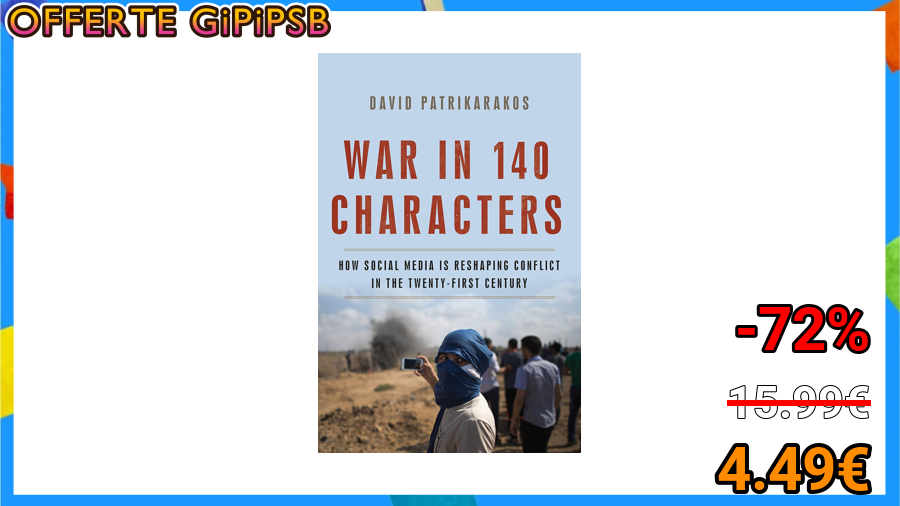 OFFERTE GiPiPSB
DAVID PATRIKARAKOS
WAR IN 140
CHARACTERS
HOW SOCIAL MEDIA IS RESHAPING CONFLICT
IN THE TWENTY-FIRST CENTURY
-72%
15.99€
4.49€